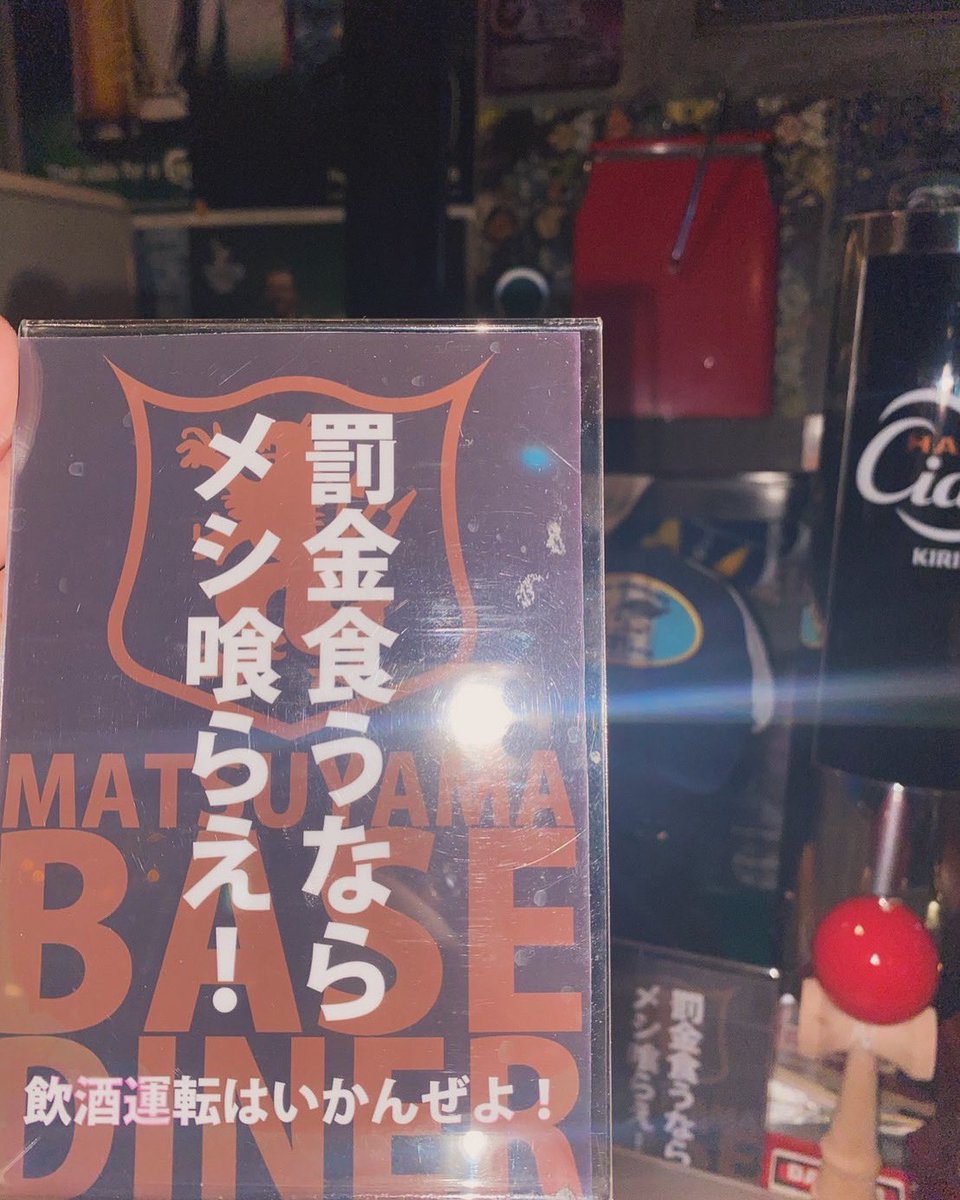 罰金食うなら
メシ喰らえ！
MATSUYAMA
BASE
DINER
飲酒運転はいかんぜよ！
KIRI
罰金食うなら
メシ喰らえ！